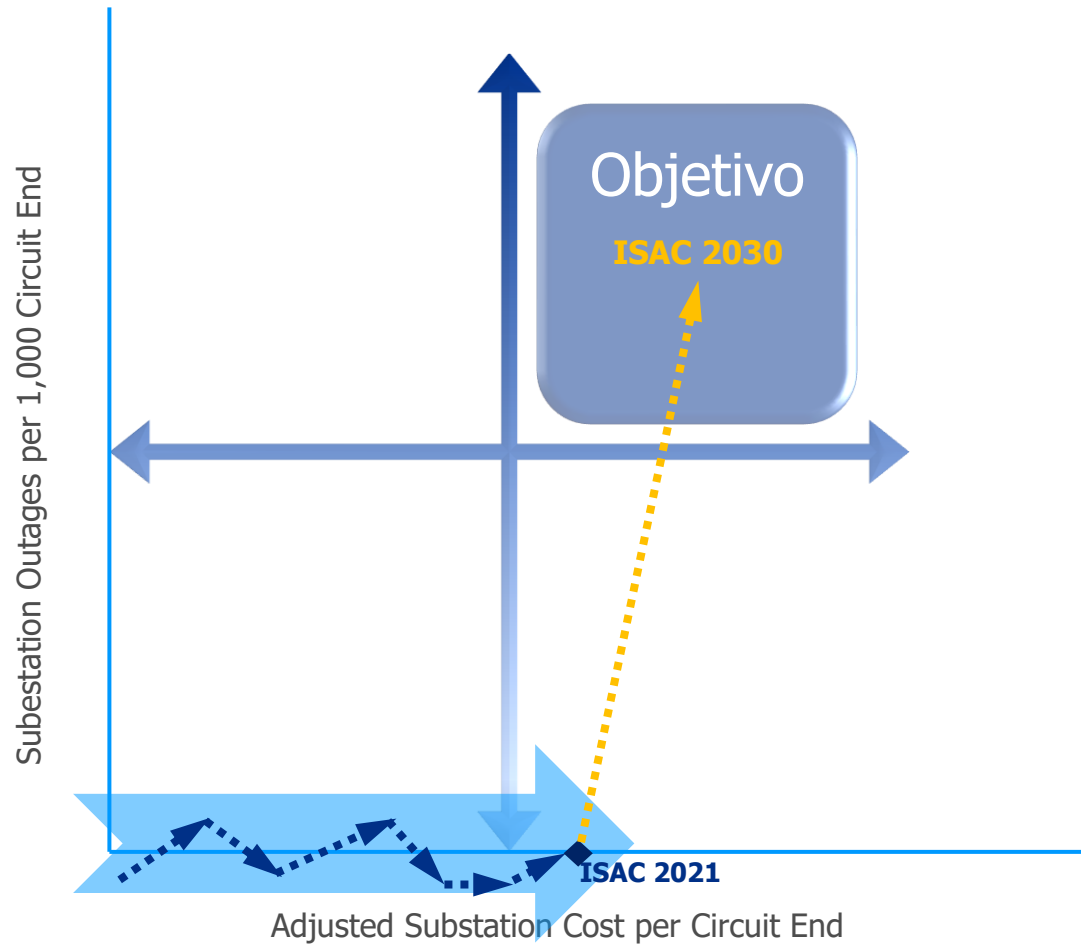 Subestation Outages per 1,000 Circuit End
Objetivo
ISAC 2030
ISAC 2021
Adjusted Substation Cost per Circuit End